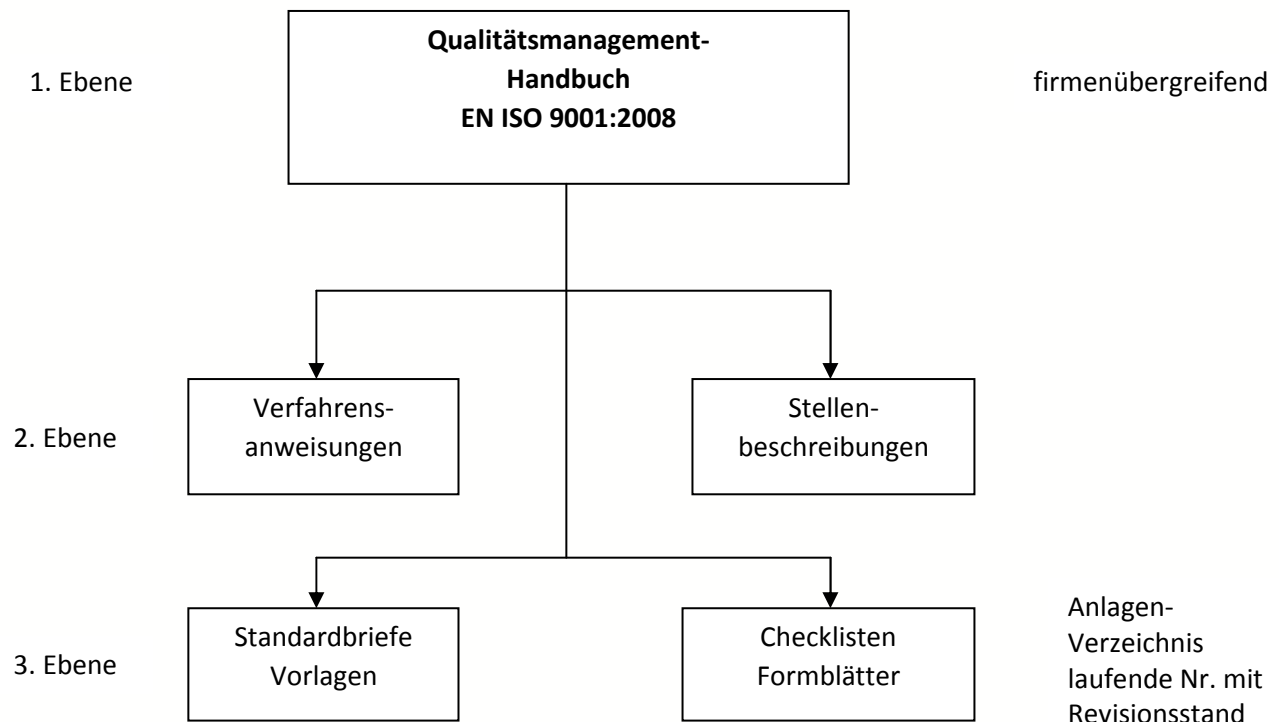 Qualitätsmanagement-
Handbuch
EN ISO 9001:2008
1. Ebene
firmenübergreifend
2. Ebene
Verfahrens-
anweisungen
Stellen-
beschreibungen
3. Ebene
Standardbriefe
Vorlagen
Checklisten
Formblätter
Anlagen-
Verzeichnis
laufende Nr. mit
Revisionsstand